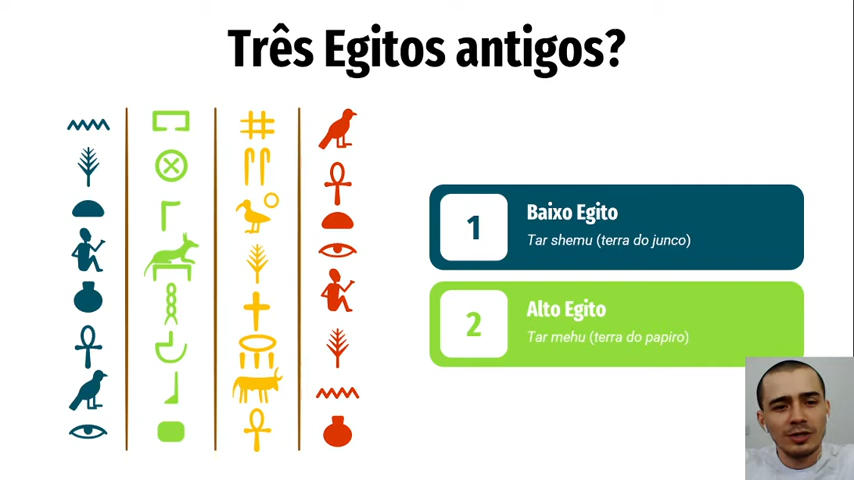 Três Egitos antigos?
1
Baixo Egito
Tar shemu (terra do junco)
2
Alto Egito
Tar mehu (terra do papiro)